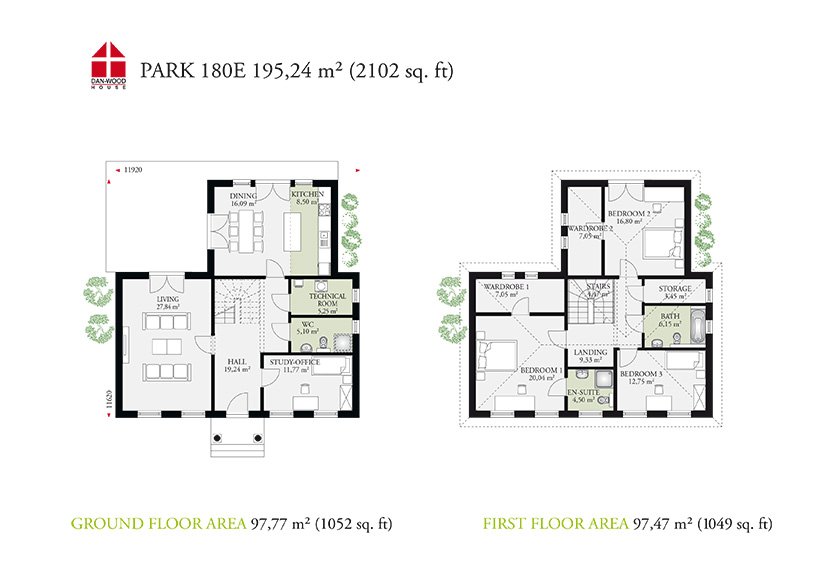 DAN-WOOD
HOUSE
PARK 180E 195,24 m² (2102 sq. ft)
11920
11620
DINING
16,09 m²
KITCHEN
8,50 m²
LIVING
27,84 m²
TECHNICAL
ROOM
5,25 m²
WC
5,10 m²
HALL
19,24 m²
STUDY-OFFICE
11,77 m²
BEDROOM 2
16,80 m²
WARDROBE 2
7,05 m²
WARDROBE 1
7,05 m²
STAIRS
STORAGE
3,45 m²
BATH
6,15 m²
LANDING
9,33 m²
BEDROOM 1
20,04 m²
EN-SUITE
4,50 m²
BEDROOM 3
12,75 m²
GROUND FLOOR AREA 97,77 m² (1052 sq. ft)
FIRST FLOOR AREA 97,47 m² (1049 sq. ft)